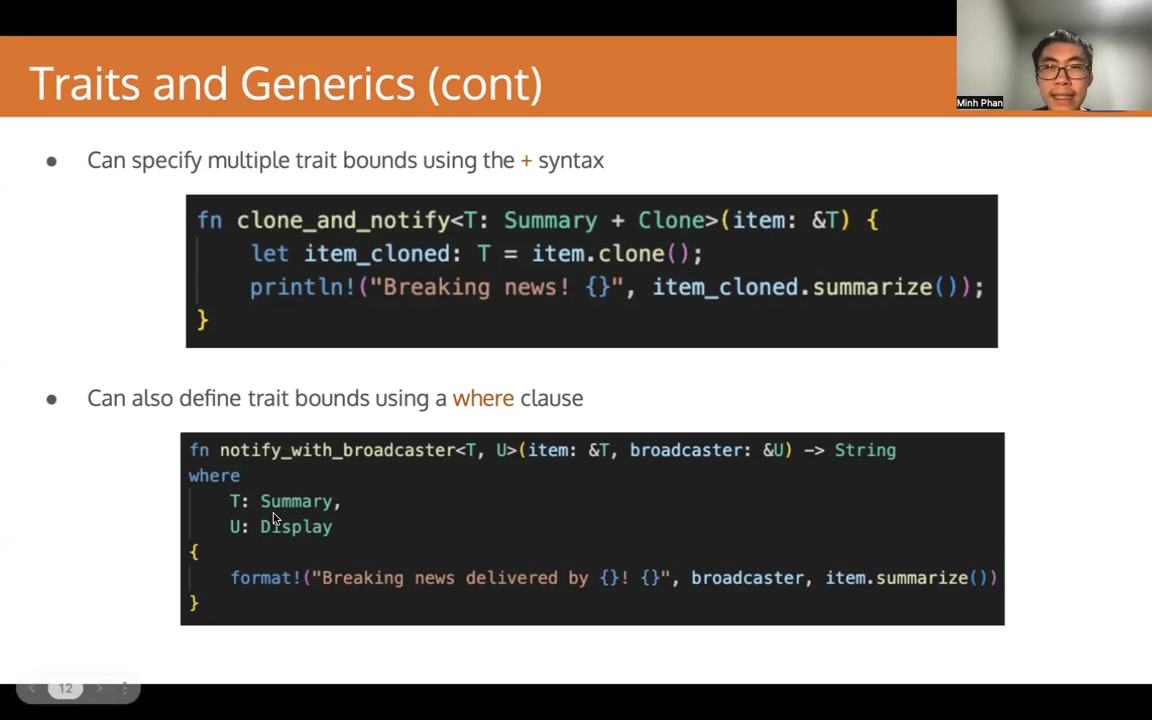 Traits and Generics (cont)
Minh Phan
● Can specify multiple trait bounds using the + syntax
fn clone_and_notify<T: Summary + Clone>(item: &T) {
    let item_cloned: T = item.clone();
    println!("Breaking news! {}", item_cloned.summarize());
}
● Can also define trait bounds using a where clause
fn notify_with_broadcaster<T, U>(item: &T, broadcaster: &U) -> String
where
    T: Summary,
    U: Display
{
    format!("Breaking news delivered by {}! {}", broadcaster, item.summarize())
}
12